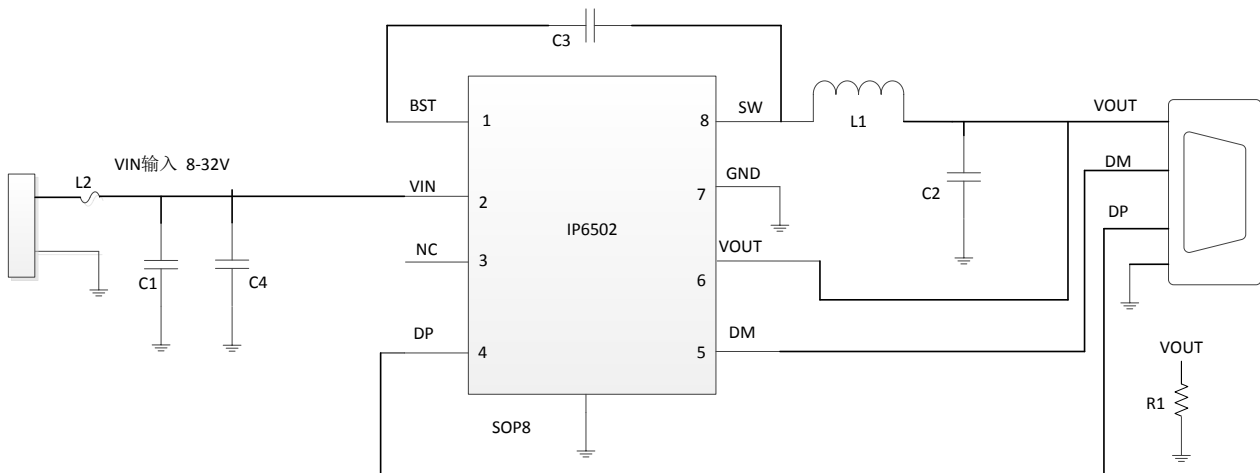 C3
BST
1
8
SW
L1
VOUT
VIN输入 8-32V
L2
VIN
2
7
GND
C2
DM
DP
IP6502
NC
3
VOUT
6
C1
C4
DP
4
5
DM
VOUT
R1
SOP8